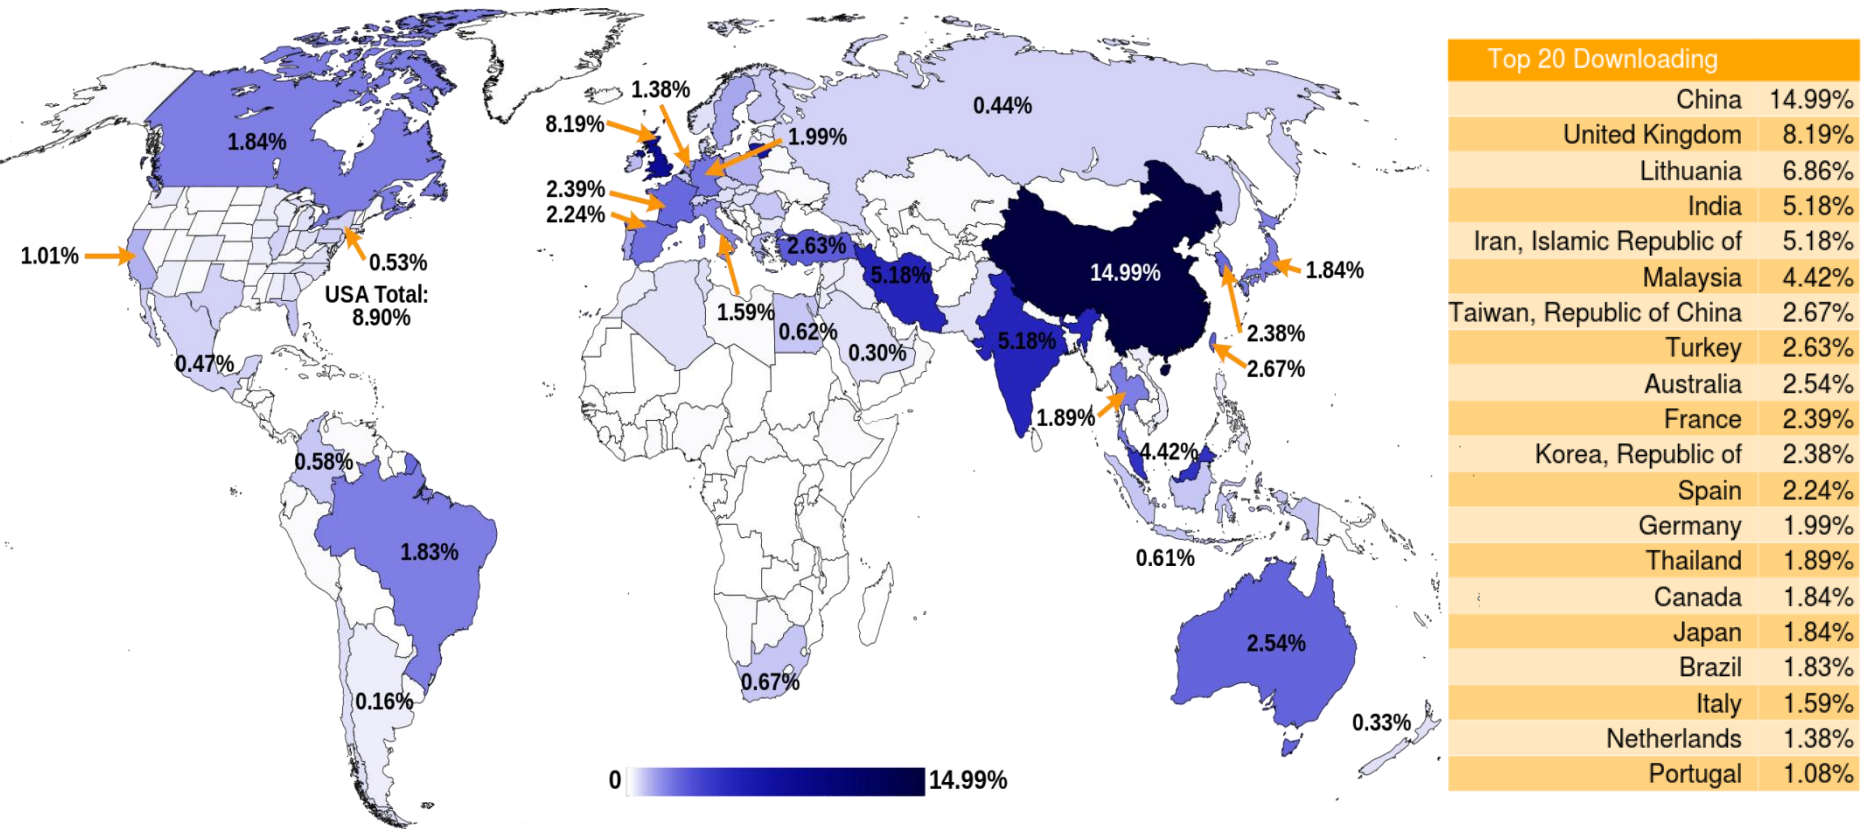 1.38%
8.19%
1.99%
0.44%
1.84%
2.39%
2.24%
1.01%
0.53%
USA Total:
8.90%
2.63%
5.18%
14.99%
1.84%
1.59%
0.62%
0.30%
5.18%
2.38%
2.67%
0.47%
1.89%
4.42%
0.58%
1.83%
0.61%
2.54%
0.67%
0.16%
0.33%
0 14.99%
Top 20 Downloading
China 14.99%
United Kingdom 8.19%
Lithuania 6.86%
India 5.18%
Iran, Islamic Republic of 5.18%
Malaysia 4.42%
Taiwan, Republic of China 2.67%
Turkey 2.63%
Australia 2.54%
France 2.39%
Korea, Republic of 2.38%
Spain 2.24%
Germany 1.99%
Thailand 1.89%
Canada 1.84%
Japan 1.84%
Brazil 1.83%
Italy 1.59%
Netherlands 1.38%
Portugal 1.08%